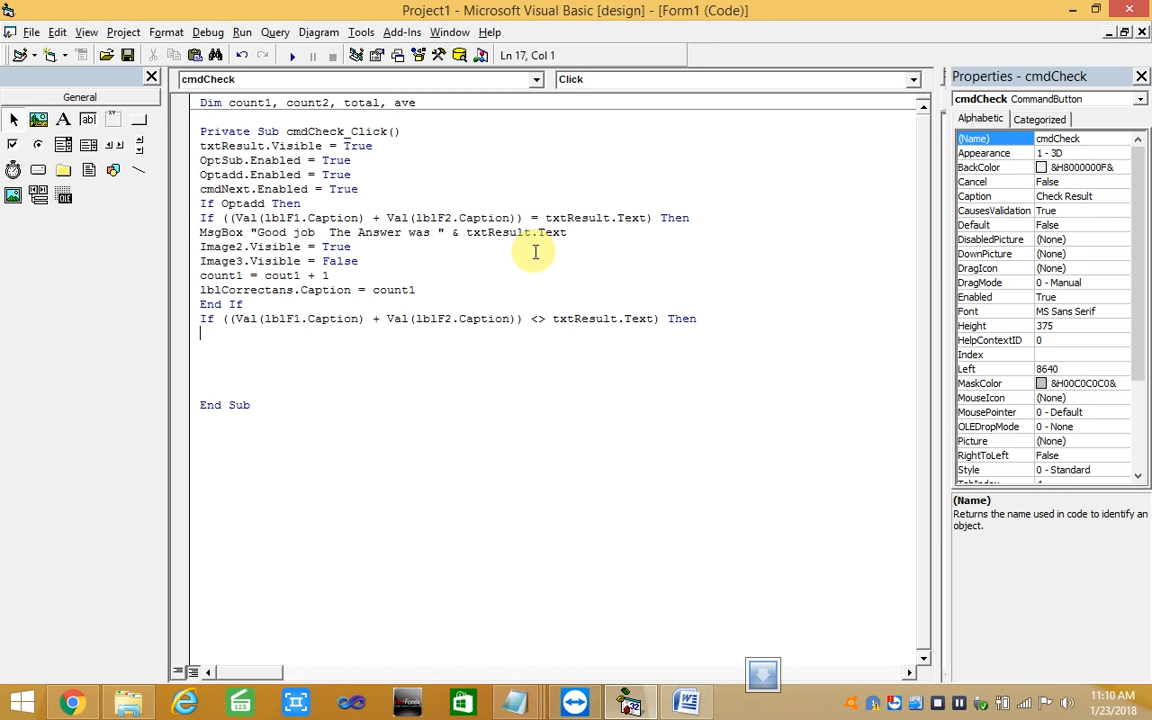 Project1 - Microsoft Visual Basic [design] - [Form1 (Code)]
File Edit View Project Format Debug Run Query Diagram Tools Add-Ins Window Help
Ln 17, Col 1
General
cmdCheck
Click
Dim count1, count2, total, ave
Private Sub cmdCheck_Click()
txtResult.Visible = True
OptSub.Enabled = True
Optadd.Enabled = True
cmdNext.Enabled = True
If Optadd Then
If ((Val(lblF1.Caption) + Val(lblF2.Caption)) = txtResult.Text) Then
MsgBox "Good job  The Answer was " & txtResult.Text
Image2.Visible = True
Image3.Visible = False
count1 = cout1 + 1
lblCorrectans.Caption = count1
End If
If ((Val(lblF1.Caption) + Val(lblF2.Caption)) <> txtResult.Text) Then
End Sub
Properties - cmdCheck
cmdCheck CommandButton
Alphabetic Categorized
(Name) cmdCheck
Appearance 1 - 3D
BackColor &H8000000F&
Cancel False
Caption Check Result
CausesValidation True
Default False
DisabledPicture (None)
DownPicture (None)
DragIcon (None)
DragMode 0 - Manual
Enabled True
Font MS Sans Serif
Height 375
HelpContextID 0
Index
Left 8640
MaskColor &H00C0C0C0&
MouseIcon (None)
MousePointer 0 - Default
OLEDropMode 0 - None
Picture (None)
RightToLeft False
Style 0 - Standard
(Name)
Returns the name used in code to identify an
object.
11:10 AM
1/23/2018